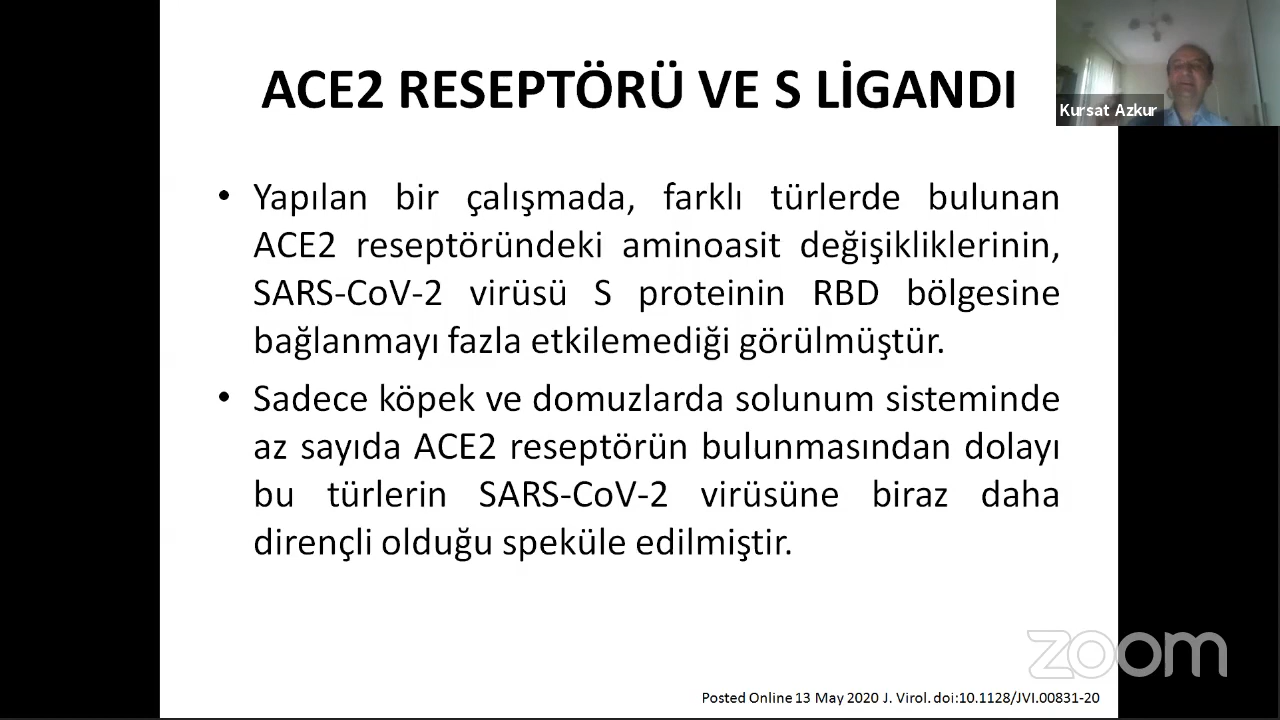 ACE2 RESEPTÖRÜ VE S LİGANDI
Kursat Azkur
• Yapılan bir çalışmada, farklı türlerde bulunan
ACE2 reseptöründeki aminoasit değişikliklerinin,
SARS-CoV-2 virüsü S proteinin RBD bölgesine
bağlanmayı fazla etkilemediği görülmüştür.
• Sadece köpek ve domuzlarda solunum sisteminde
az sayıda ACE2 reseptörün bulunmasından dolayı
bu türlerin SARS-CoV-2 virüsüne biraz daha
dirençli olduğu speküle edilmiştir.
zoom
Posted Online 13 May 2020 J. Virol. doi:10.1128/JVI.00831-20